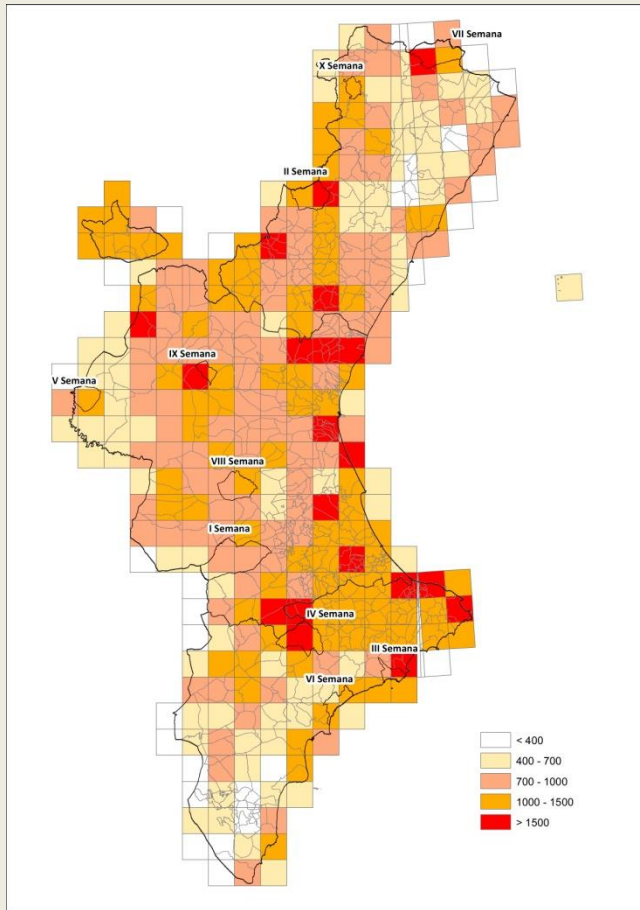 VII Semana
X Semana
II Semana
IX Semana
V Semana
VIII Semana
I Semana
IV Semana
III Semana
VI Semana
< 400
400 - 700
700 - 1000
1000 - 1500
> 1500